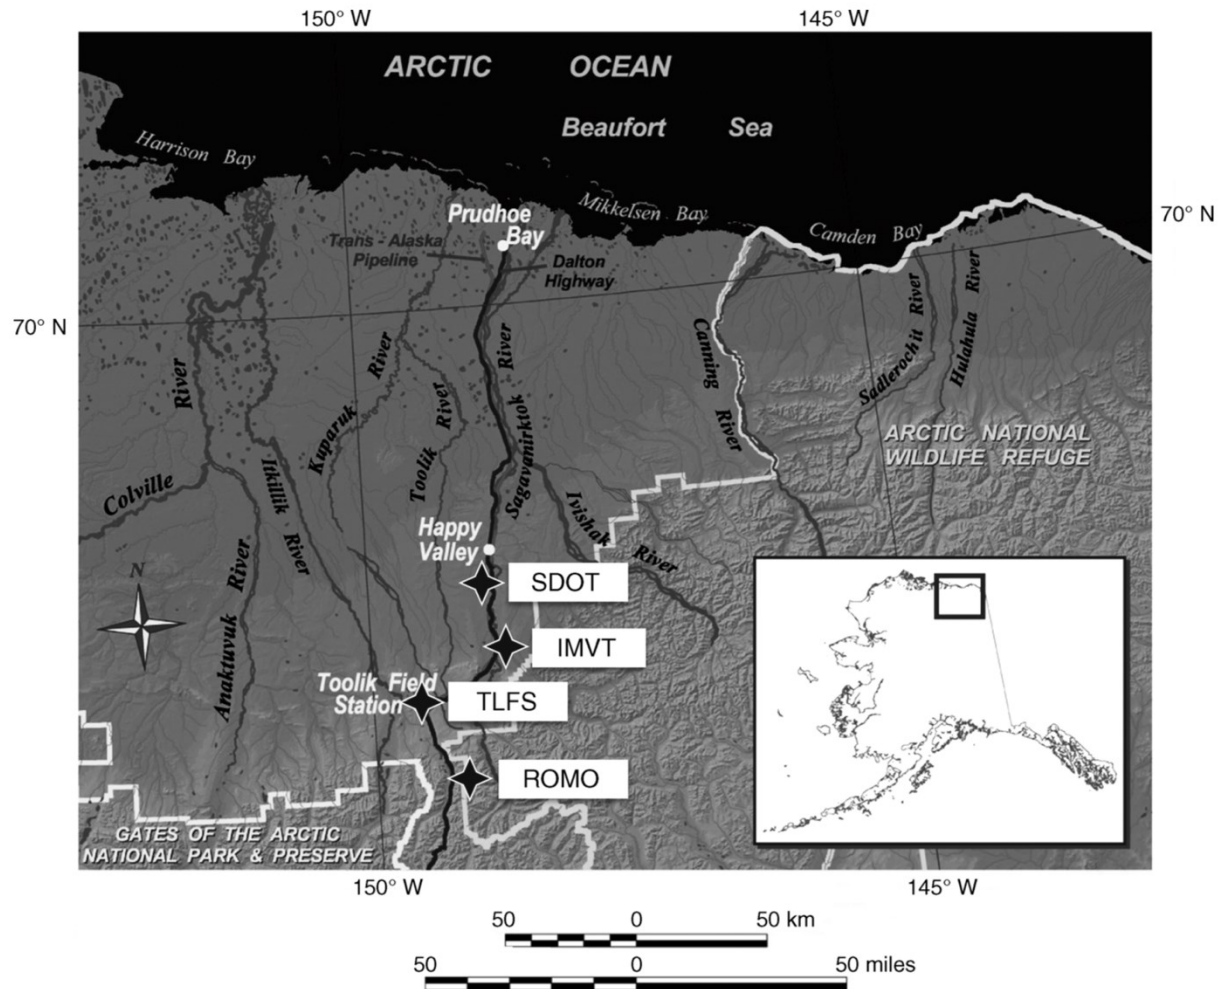 150° W
145° W
ARCTIC OCEAN
Beaufort Sea
Harrison Bay
Mikkelsen Bay
Camden Bay
70° N
Prudhoe
Bay
Trans - Alaska
Pipeline
Dalton
Highway
70° N
River
River
River
River
Canning
River
Sadlerochit River
Hulahula River
Kuparuk
Toolik
Sagavanirktok
ARCTIC NATIONAL
WILDLIFE REFUGE
Colville
Itkillik River
Ivishak River
Happy
Valley
SDOT
N
River
Anaktuvuk
IMVT
Toolik Field
Station
TLFS
ROMO
GATES OF THE ARCTIC
NATIONAL PARK & PRESERVE
150° W
145° W
50 0 50 km
50 0 50 miles